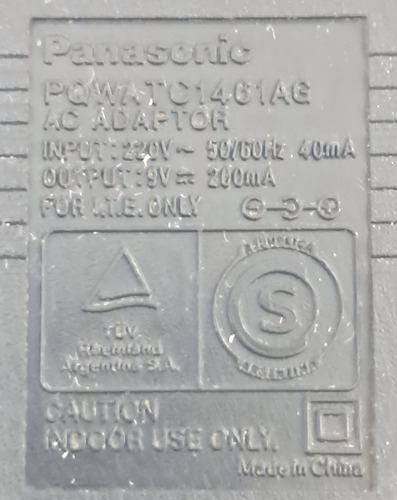 Panasonic
PQWATC1461AG
AC ADAPTOR
INPUT:220V ~ 50/60Hz 40mA
OUTPUT:9V ⎓ 200mA
FOR I.T.E. ONLY
TÜV
Rheinland
Argentina S.A.
REPUBLICA
S
ARGENTINA
CAUTION
INDOOR USE ONLY.
Made in China